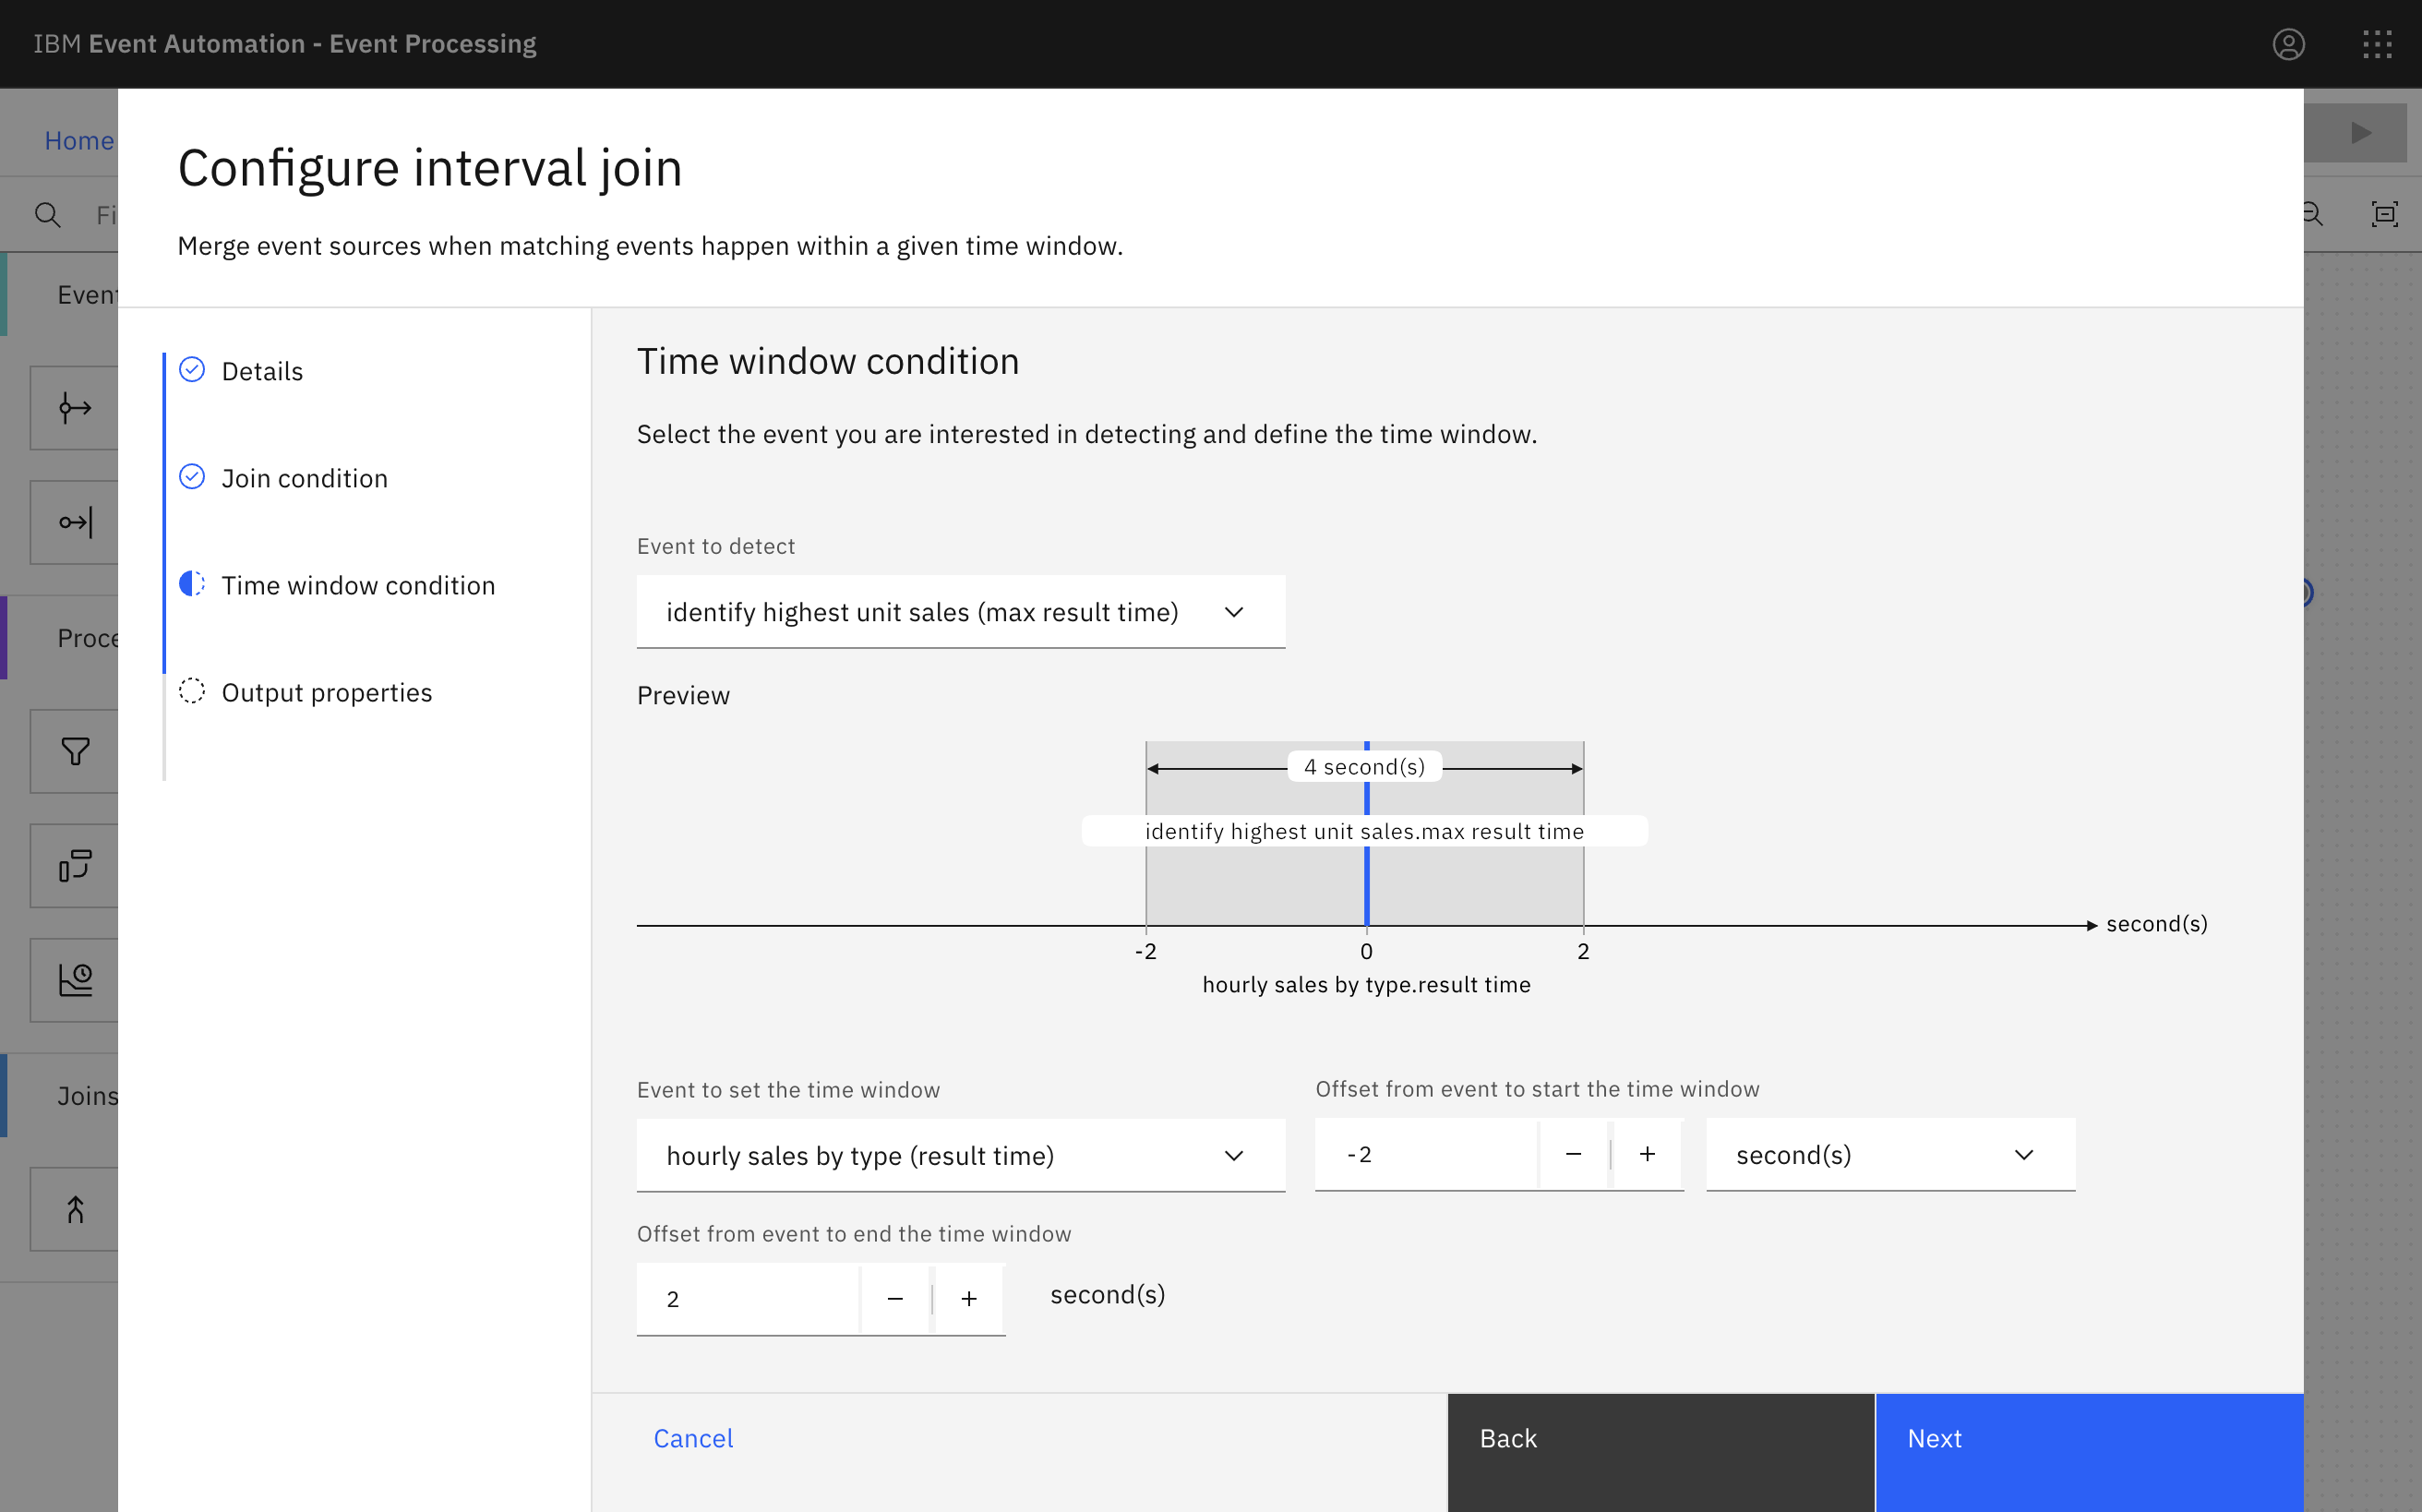 IBM Event Automation - Event Processing
Home
Configure interval join
Merge event sources when matching events happen within a given time window.
Fi
Event
Proce
Joins
Details
Join condition
Time window condition
Output properties
Time window condition
Select the event you are interested in detecting and define the time window.
Event to detect
identify highest unit sales (max result time)
Preview
4 second(s)
identify highest unit sales.max result time
second(s)
-2 0 2
hourly sales by type.result time
Event to set the time window
hourly sales by type (result time)
Offset from event to start the time window
-2
second(s)
Offset from event to end the time window
2
second(s)
Cancel
Back
Next